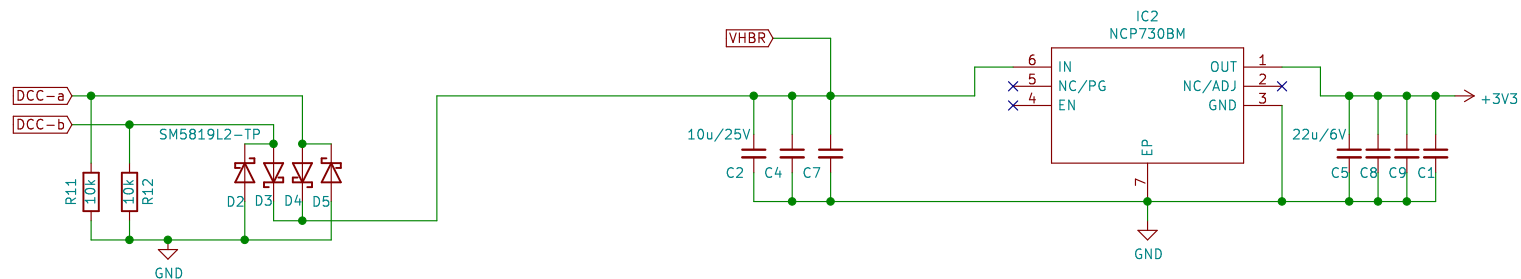 IC2
NCP730BM
VHBR
6 IN OUT 1
5 NC/PG NC/ADJ 2
4 EN GND 3
EP
7
GND
DCC-a
DCC-b
SM5819L2-TP
R11
10k
10k
R12
D2 D3 D4 D5
GND
10u/25V
C2 C4 C7
22u/6V
C5 C8 C9 C1
+3V3